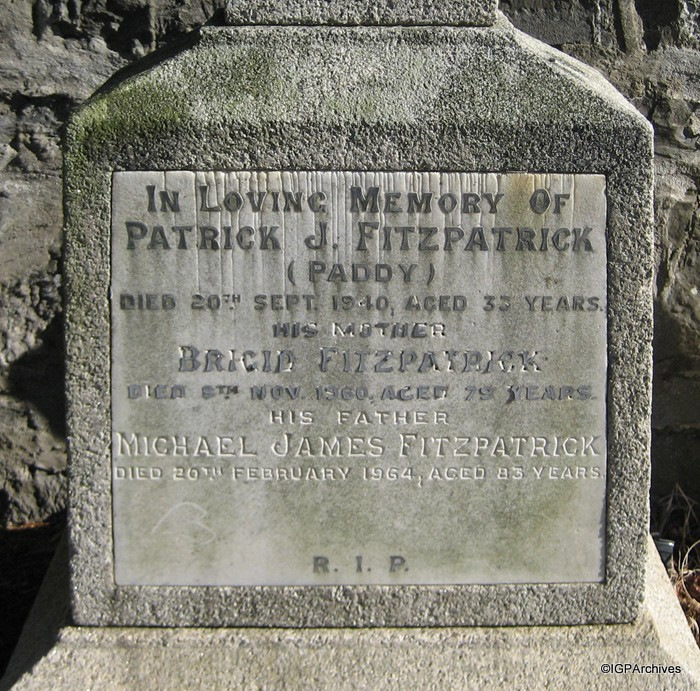 IN LOVING MEMORY OF
PATRICK J. FITZPATRICK
(PADDY)
DIED 20TH SEPT. 1940, AGED 33 YEARS.
HIS MOTHER
BRIGID FITZPATRICK
DIED 8TH NOV. 1960, AGED 79 YEARS.
HIS FATHER
MICHAEL JAMES FITZPATRICK
DIED 20TH FEBRUARY 1964, AGED 83 YEARS.
R. I. P.
©IGPArchives